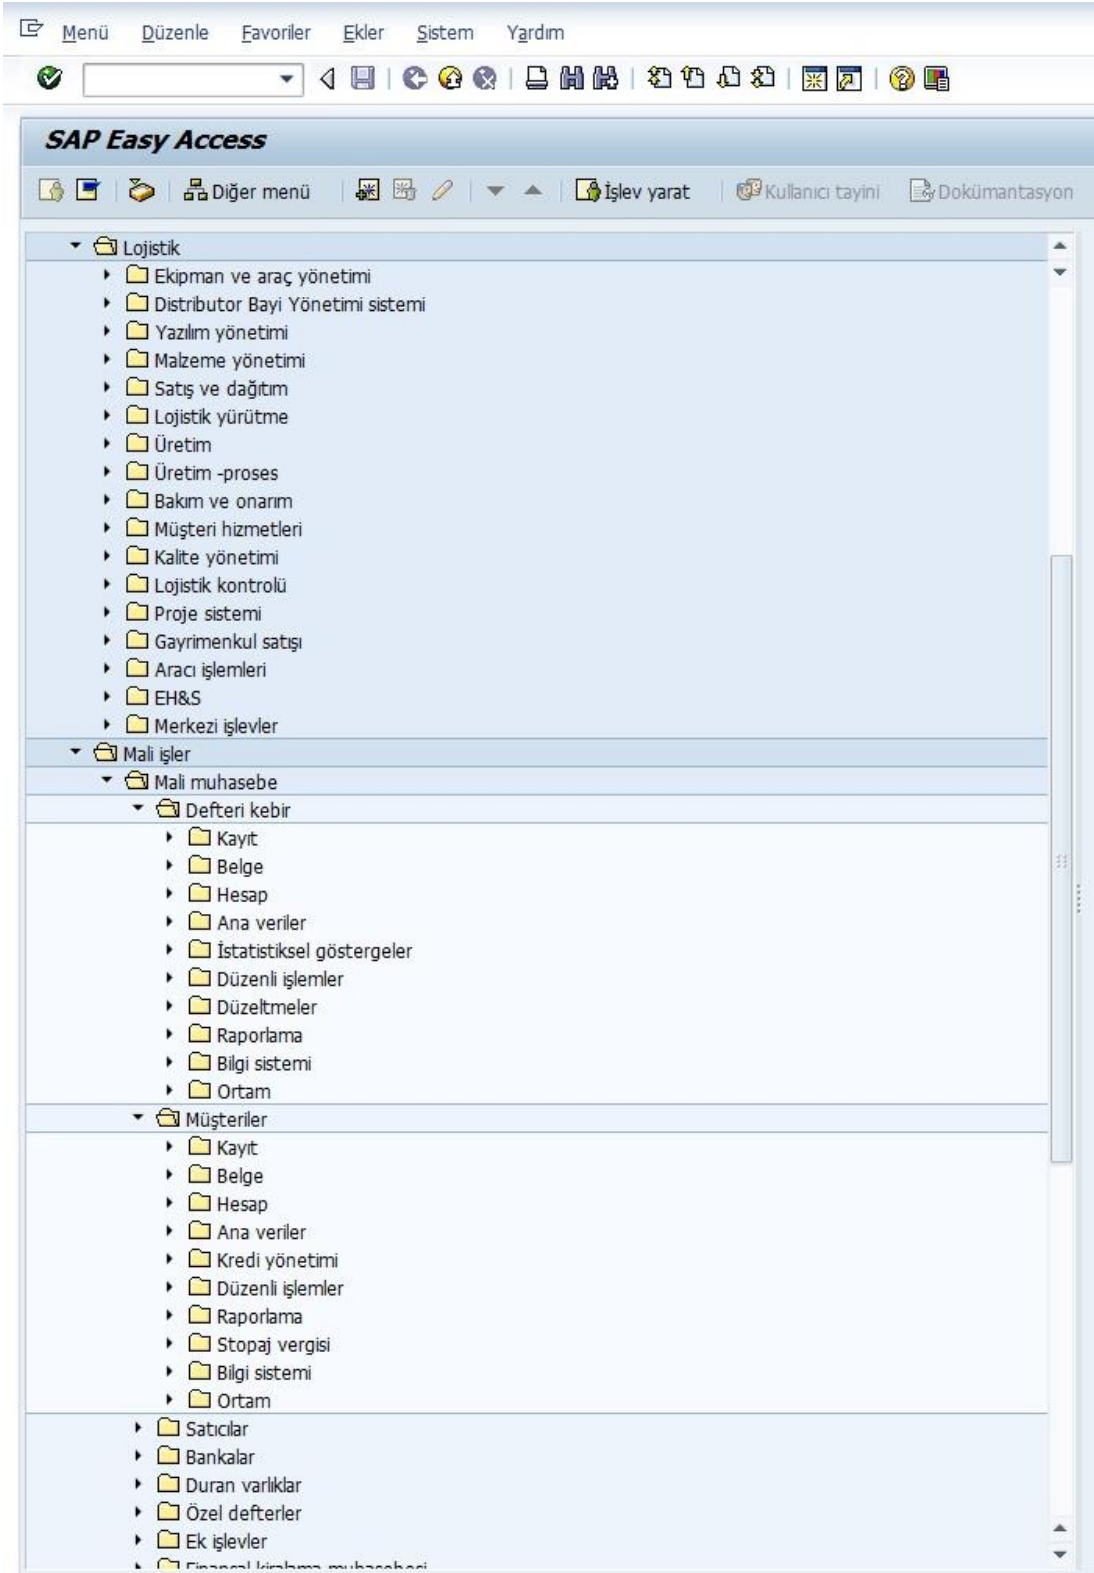 Menü Düzenle Favoriler Ekler Sistem Yardım
SAP Easy Access
Diğer menü İşlev yarat Kullanıcı tayini Dokümantasyon
Lojistik
Ekipman ve araç yönetimi
Distributor Bayi Yönetimi sistemi
Yazılım yönetimi
Malzeme yönetimi
Satış ve dağıtım
Lojistik yürütme
Üretim
Üretim -proses
Bakım ve onarım
Müşteri hizmetleri
Kalite yönetimi
Lojistik kontrolü
Proje sistemi
Gayrimenkul satışı
Aracı işlemleri
EH&S
Merkezi işlevler
Mali işler
Mali muhasebe
Defteri kebir
Kayıt
Belge
Hesap
Ana veriler
İstatistiksel göstergeler
Düzenli işlemler
Düzeltmeler
Raporlama
Bilgi sistemi
Ortam
Müşteriler
Kayıt
Belge
Hesap
Ana veriler
Kredi yönetimi
Düzenli işlemler
Raporlama
Stopaj vergisi
Bilgi sistemi
Ortam
Satıcılar
Bankalar
Duran varlıklar
Özel defterler
Ek işlevler
Finansal kiralama muhasebesi